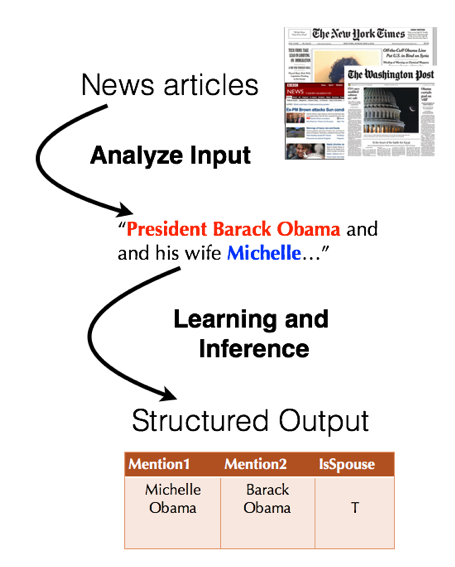 The New York Times
The Washington Post
NEWS
News articles
Analyze Input
“President Barack Obama and
and his wife Michelle…”
Learning and
Inference
Structured Output
Mention1 Mention2 IsSpouse
Michelle Obama Barack Obama T